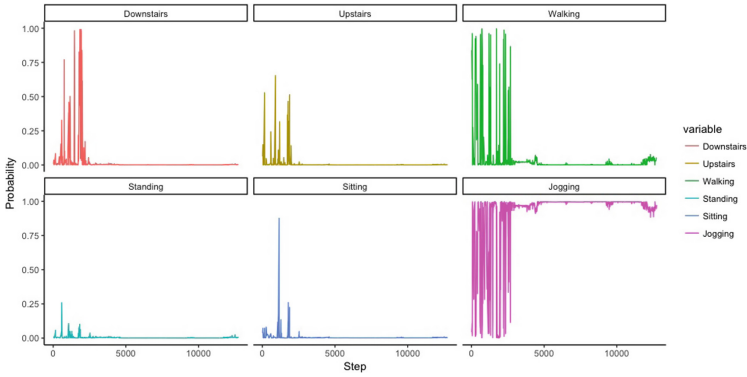 Downstairs Upstairs Walking
1.00
0.75
0.50
0.25
0.00
Standing Sitting Jogging
1.00
0.75
0.50
0.25
0.00
0 5000 10000 0 5000 10000 0 5000 10000
Step
Probability
variable
Downstairs
Upstairs
Walking
Standing
Sitting
Jogging